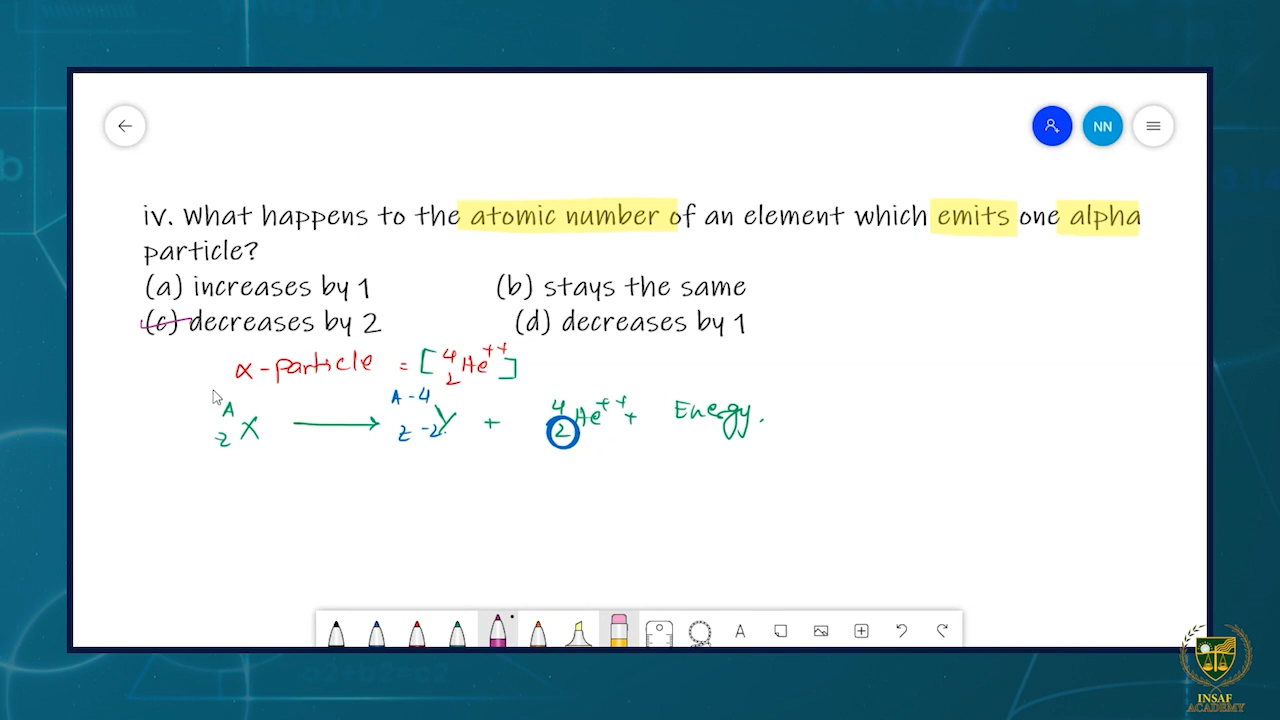 NN
iv. What happens to the atomic number of an element which emits one alpha
particle?
(a) increases by 1 (b) stays the same
(c) decreases by 2 (d) decreases by 1
α-particle = [ 4 2 He++ ]
A Z X ⟶ A-4 Z-2 Y + 4 2 He++ + Energy.
A
INSAF
ACADEMY